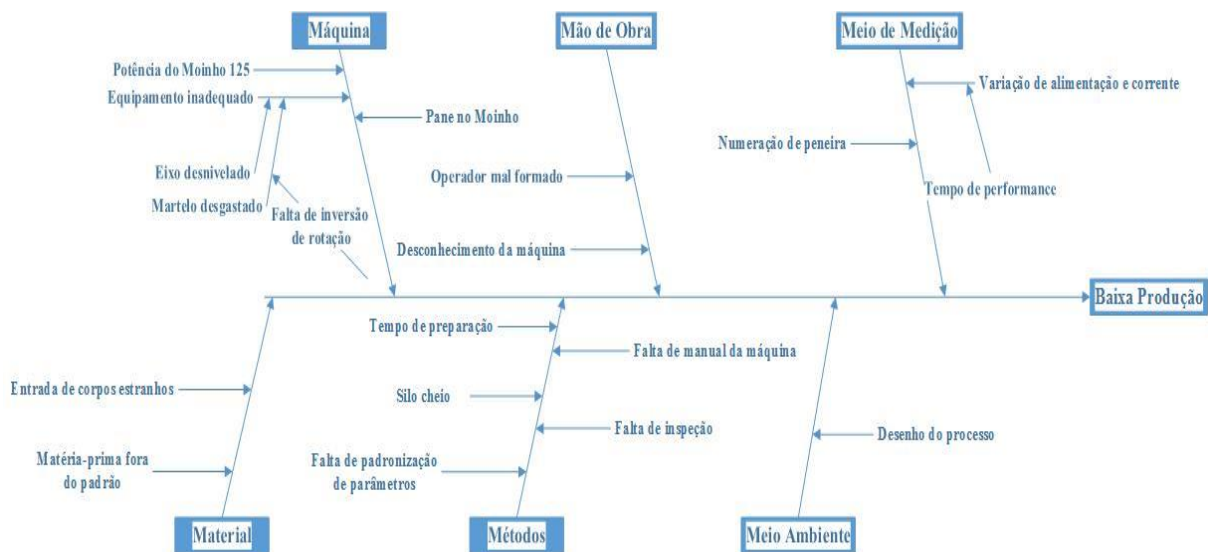 Máquina
Mão de Obra
Meio de Medição
Potência do Moinho 125
Variação de alimentação e corrente
Equipamento inadequado
Pane no Moinho
Numeração de peneira
Eixo desnivelado
Operador mal formado
Tempo de performance
Martelo desgastado
Falta de inversão
de rotação
Desconhecimento da máquina
Baixa Produção
Tempo de preparação
Falta de manual da máquina
Entrada de corpos estranhos
Silo cheio
Falta de inspeção
Desenho do processo
Matéria-prima fora
do padrão
Falta de padronização
de parâmetros
Material
Métodos
Meio Ambiente